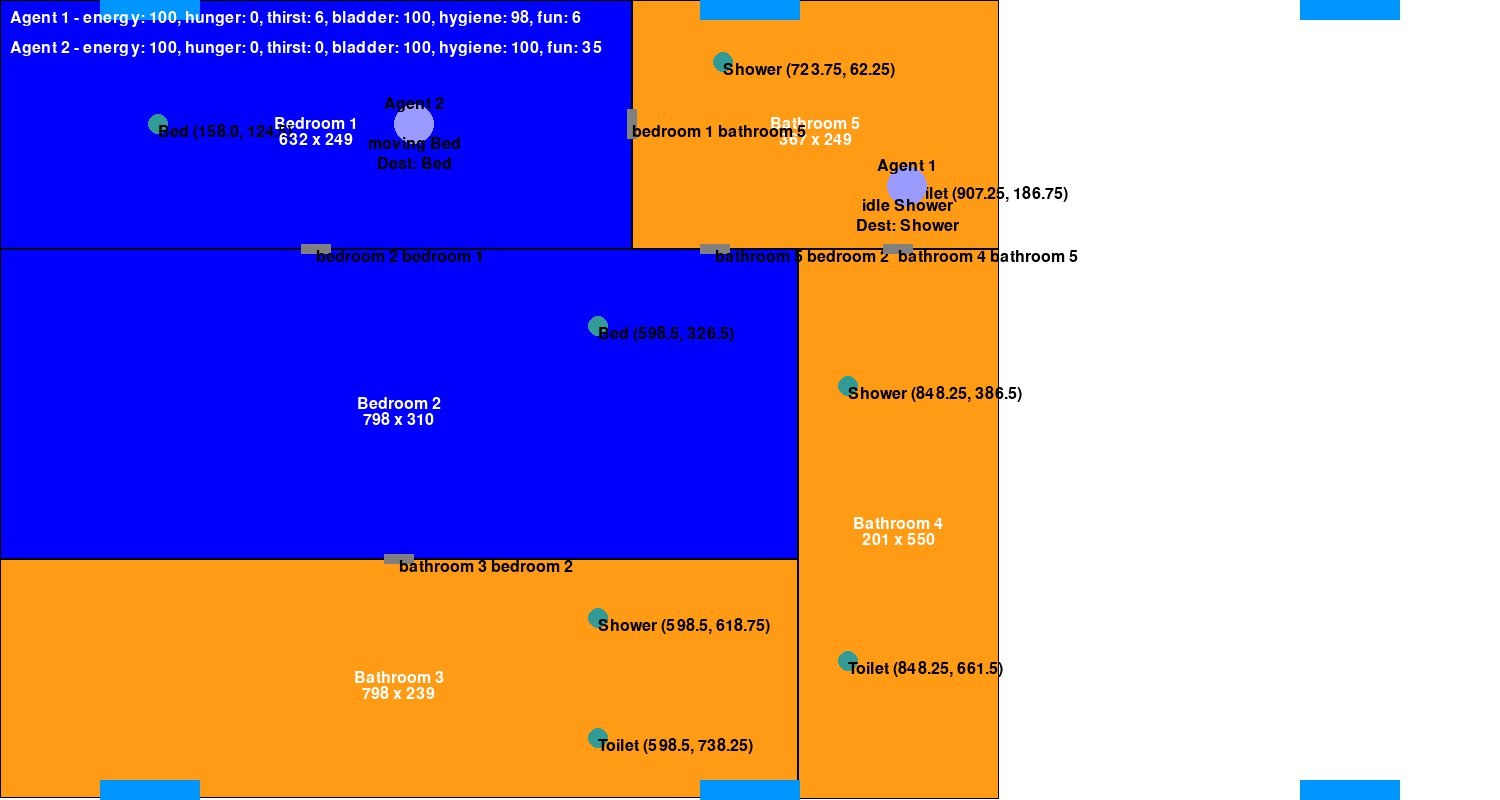 Agent 1 - energy: 100, hunger: 0, thirst: 6, bladder: 100, hygiene: 98, fun: 6
Agent 2 - energy: 100, hunger: 0, thirst: 0, bladder: 100, hygiene: 100, fun: 35
Shower (723.75, 62.25)
Agent 2
Bed (158.0, 124.
Bedroom 1
632 x 249
moving Bed
Dest: Bed
bedroom 1 bathroom 5
Bathroom 5
367 x 249
Agent 1
ilet (907.25, 186.75)
idle Shower
Dest: Shower
bedroom 2 bedroom 1
bathroom 5 bedroom 2
bathroom 4 bathroom 5
Bed (598.5, 326.5)
Shower (848.25, 386.5)
Bedroom 2
798 x 310
Bathroom 4
201 x 550
bathroom 3 bedroom 2
Shower (598.5, 618.75)
Toilet (848.25, 661.5)
Bathroom 3
798 x 239
Toilet (598.5, 738.25)